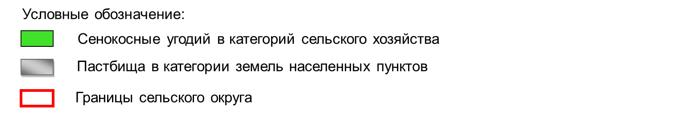 Условные обозначение:
Сенокосные угодий в категорий сельского хозяйства
Пастбища в категории земель населенных пунктов
Границы сельского округа